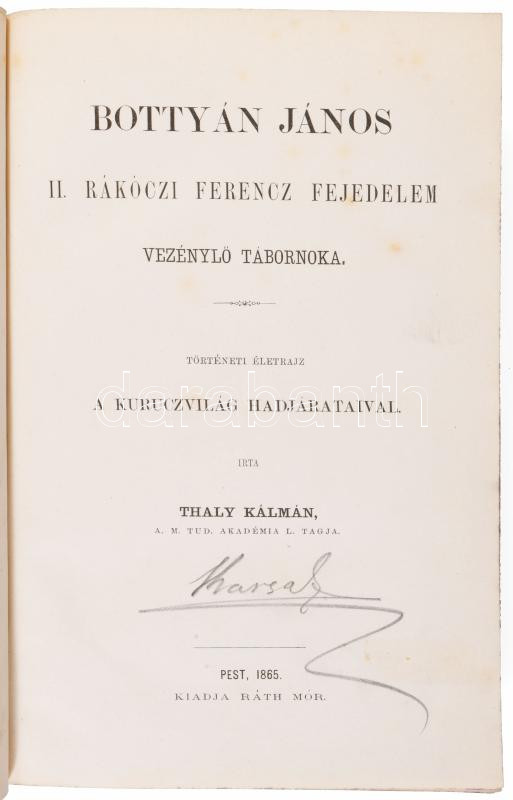 BOTTYÁN JÁNOS
II. RÁKÓCZI FERENCZ FEJEDELEM
VEZÉNYLŐ TÁBORNOKA.
TÖRTÉNETI ÉLETRAJZ
darabanth
A KURUCZVILÁG HADJÁRATAIVAL.
IRTA
THALY KÁLMÁN,
A. M. TUD. AKADÉMIA L. TAGJA.
PEST, 1865.
KIADJA RÁTH MÓR.